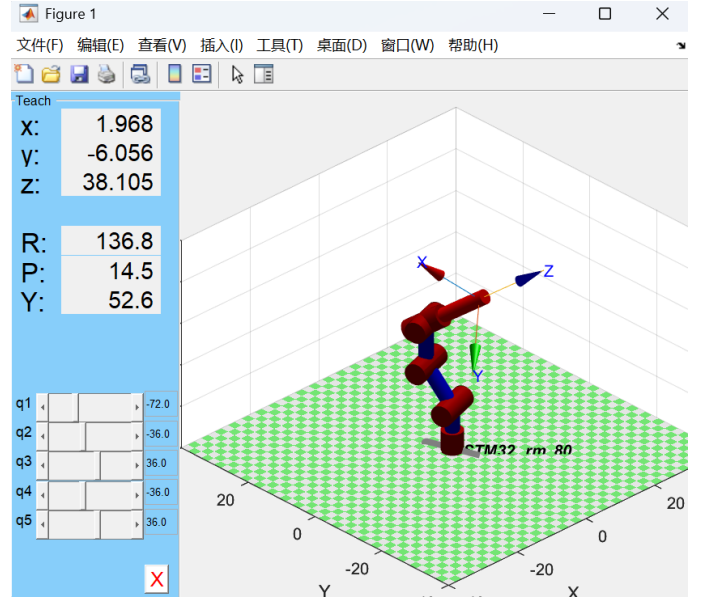 Figure 1
文件(F) 编辑(E) 查看(V) 插入(I) 工具(T) 桌面(D) 窗口(W) 帮助(H)
Teach
x: 1.968
y: -6.056
z: 38.105
R: 136.8
P: 14.5
Y: 52.6
q1 -72.0
q2 -36.0
q3 36.0
q4 -36.0
q5 36.0
X
X
Z
Y
STM32_rm_80
20
0
-20
Y
-20
0
20
X